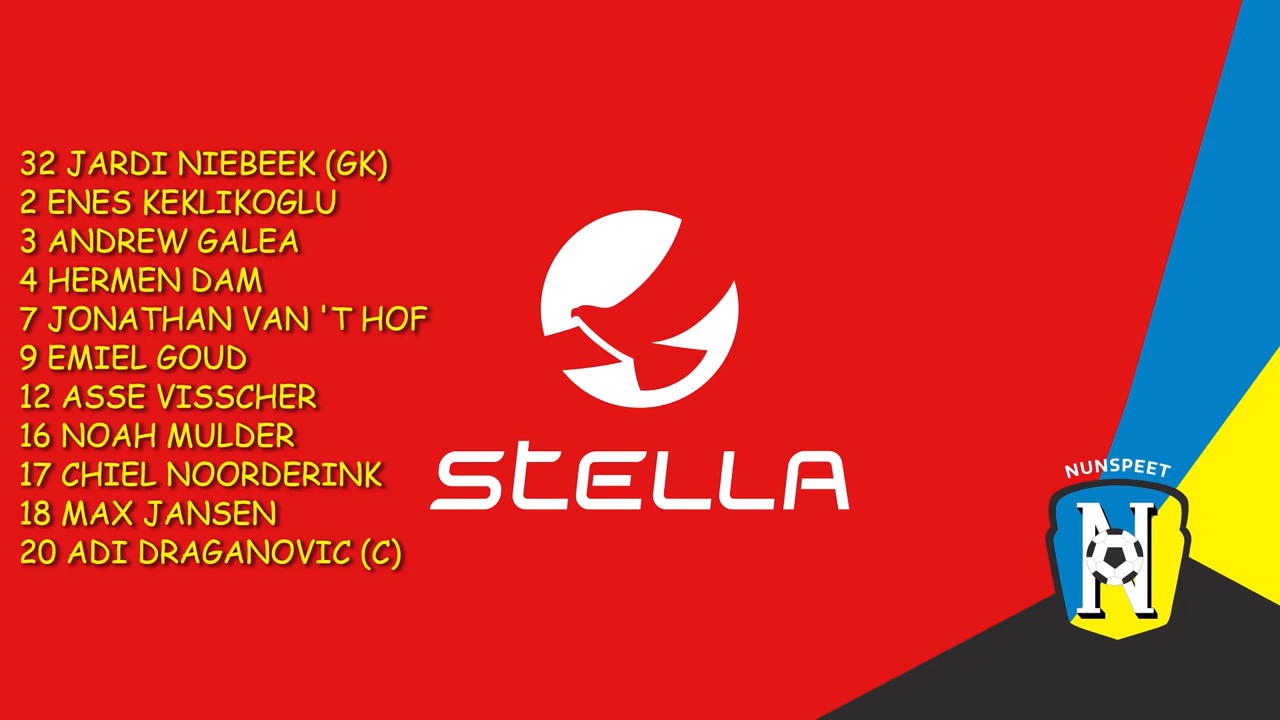 32 JARDI NIEBEEK (GK)
2 ENES KEKLIKOGLU
3 ANDREW GALEA
4 HERMEN DAM
7 JONATHAN VAN 'T HOF
9 EMIEL GOUD
12 ASSE VISSCHER
16 NOAH MULDER
17 CHIEL NOORDERINK
18 MAX JANSEN
20 ADI DRAGANOVIC (C)
STELLA
NUNSPEET
N